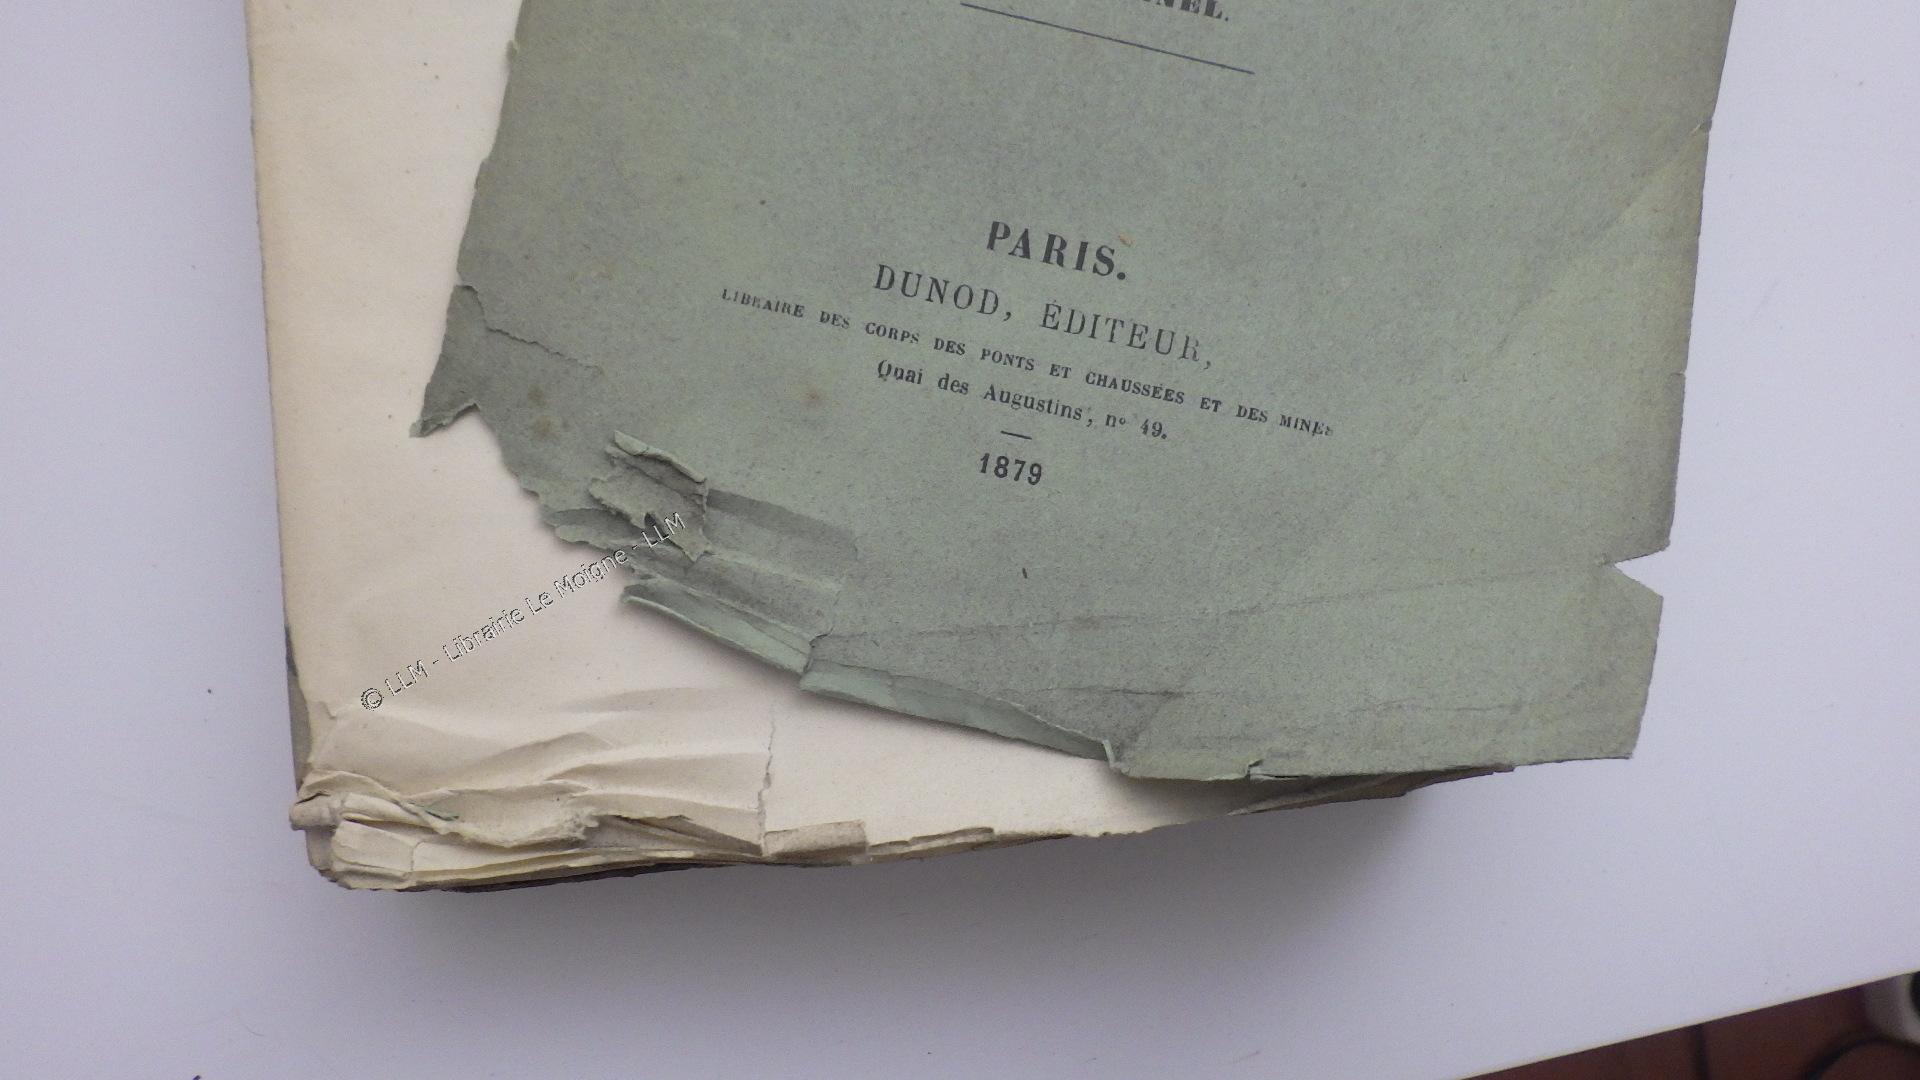 PARIS.
DUNOD, ÉDITEUR,
LIBRAIRE DES CORPS DES PONTS ET CHAUSSÉES ET DES MINES
Quai des Augustins, nº 49.
1879
© LLM - Librairie Le Moigne - LLM